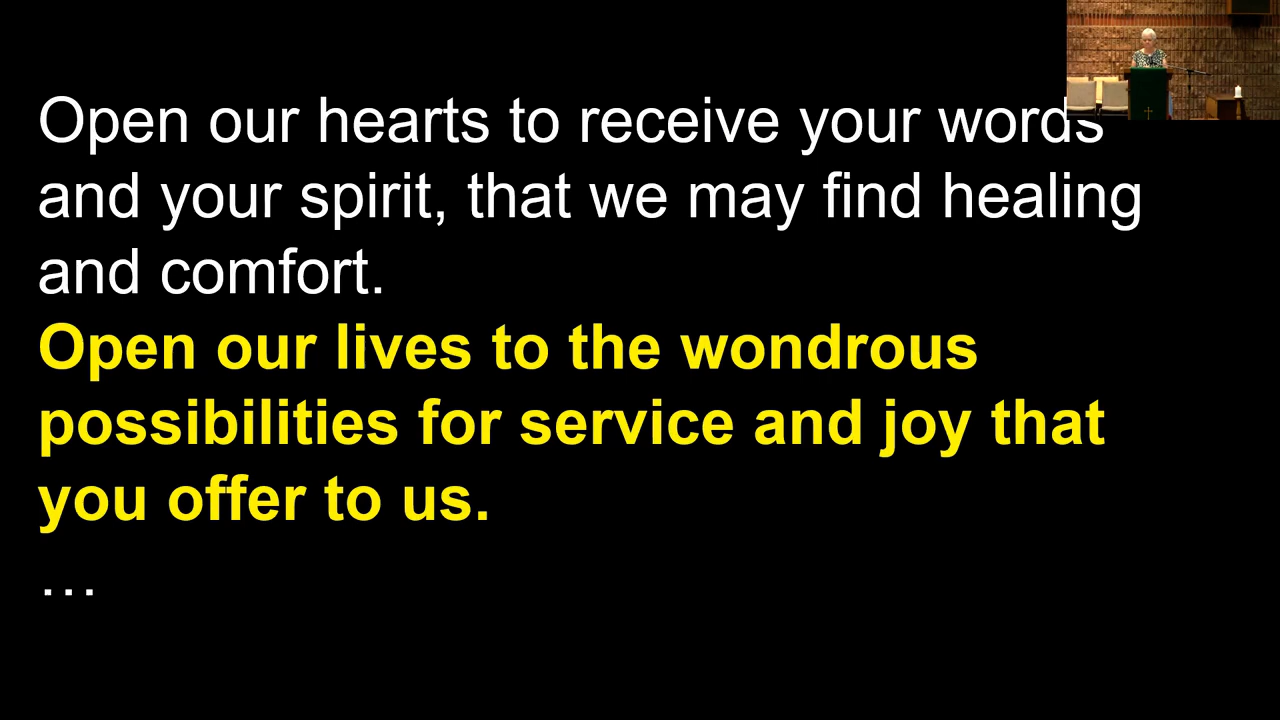 Open our hearts to receive your words
and your spirit, that we may find healing
and comfort.
Open our lives to the wondrous
possibilities for service and joy that
you offer to us.
…